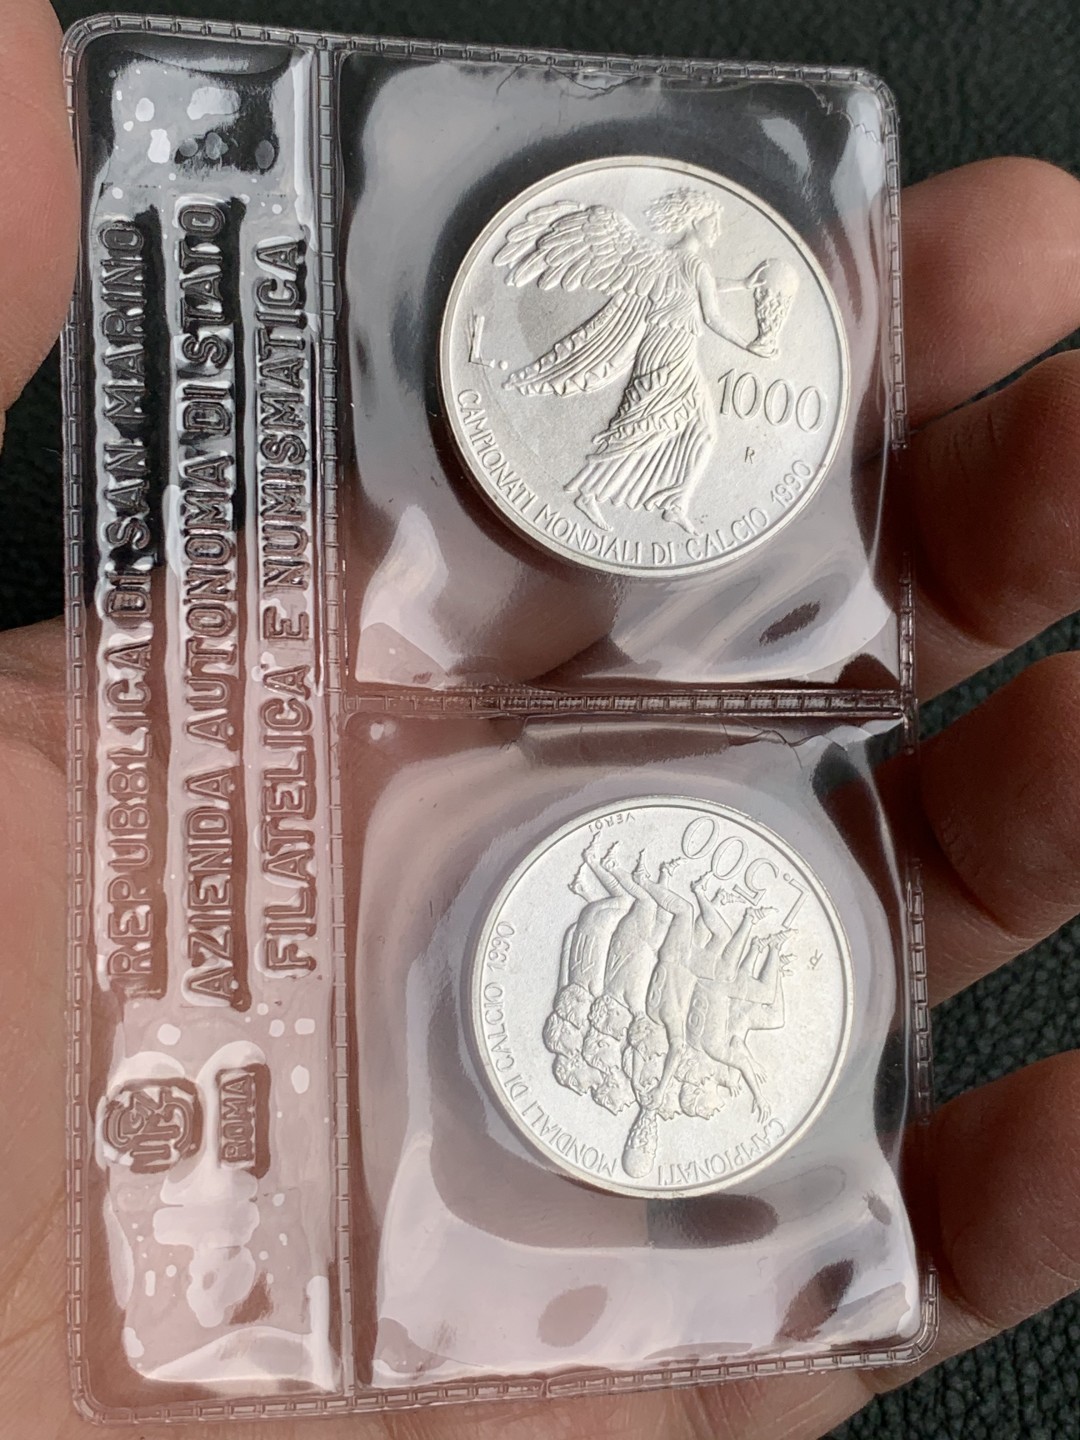 REPUBBLICA DI SAN MARINO
AZIENDA AUTONOMA DI STATO
FILATELICA E NUMISMATICA
ROMA
L.
1000
R
CAMPIONATI MONDIALI DI CALCIO 1990
VEROI
L. 500
R
CAMPIONATI MONDIALI DI CALCIO 1990